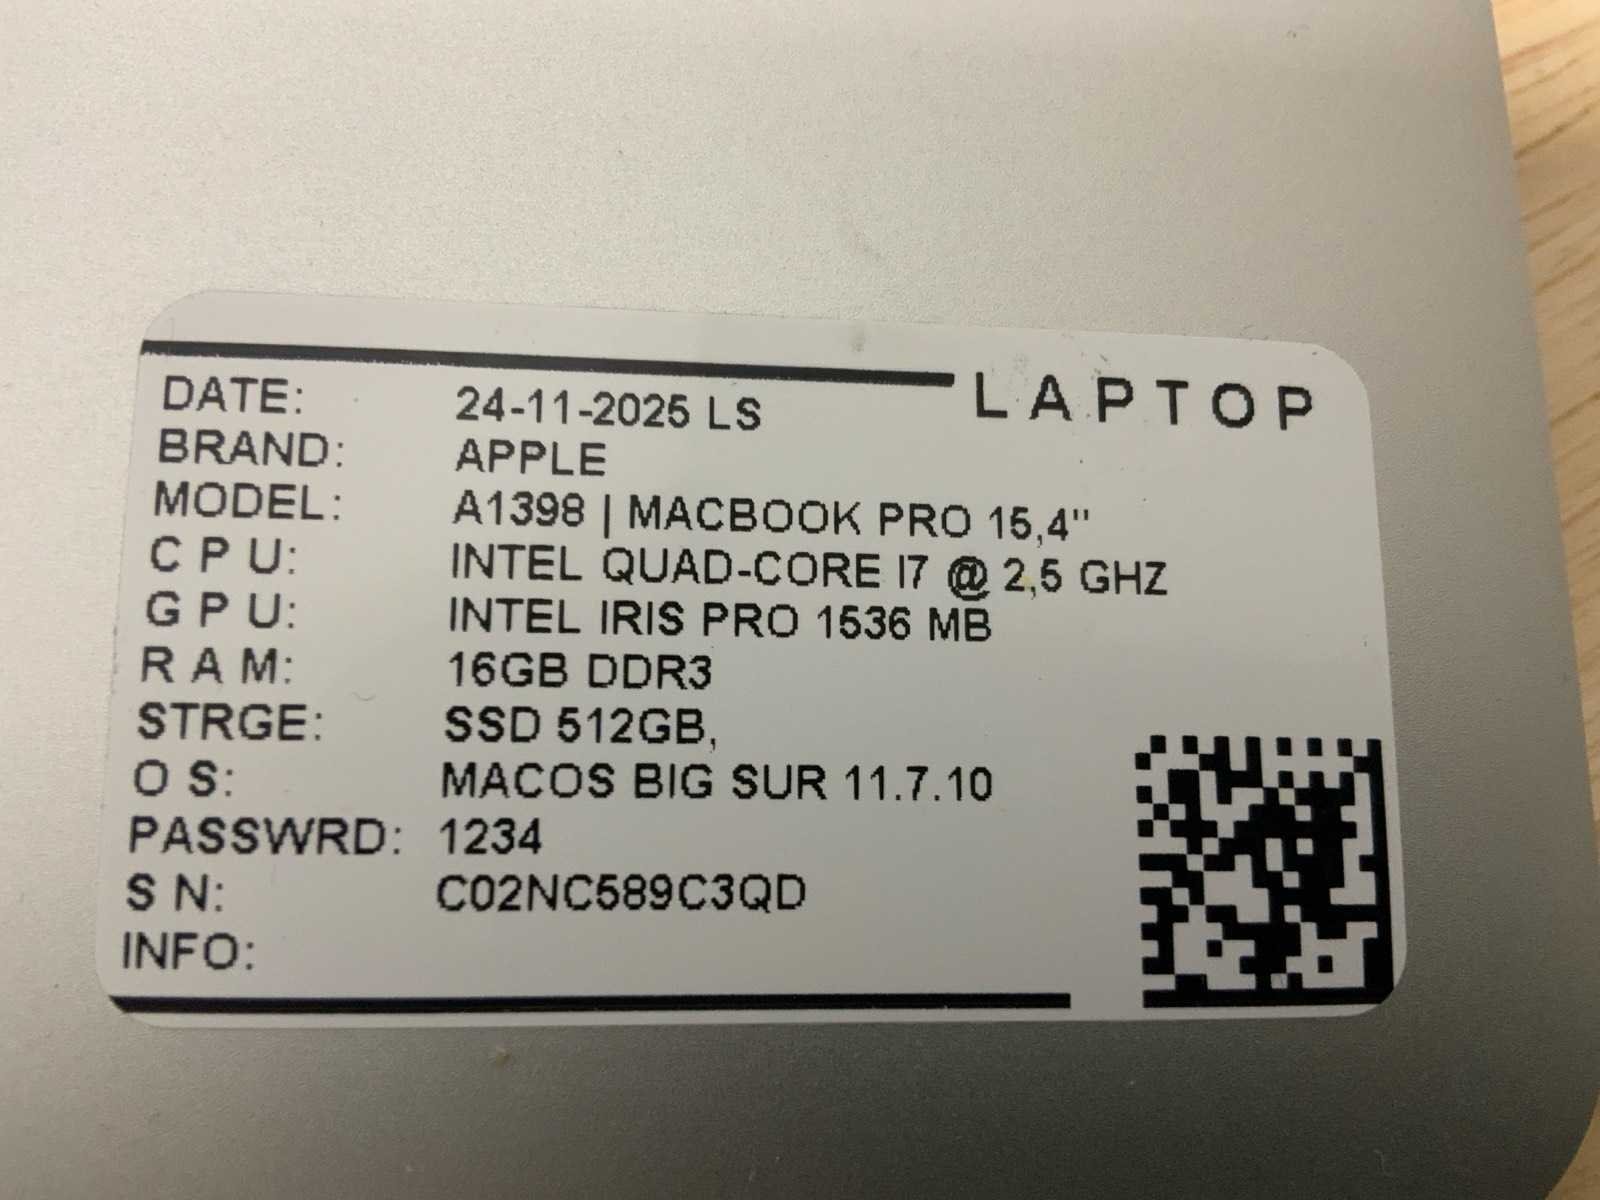 LAPTOP
DATE: 24-11-2025 LS
BRAND: APPLE
MODEL: A1398 | MACBOOK PRO 15,4"
C P U: INTEL QUAD-CORE I7 @ 2,5 GHZ
G P U: INTEL IRIS PRO 1536 MB
R A M: 16GB DDR3
STRGE: SSD 512GB,
O S: MACOS BIG SUR 11.7.10
PASSWRD: 1234
S N: C02NC589C3QD
INFO: